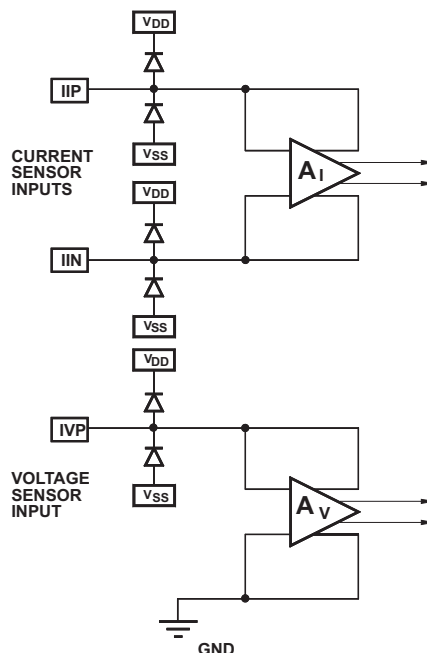 VDD
IIP
VSS
CURRENT
SENSOR
INPUTS
VDD
AI
IIN
VSS
VDD
IVP
VOLTAGE
SENSOR
INPUT
VSS
AV
GND